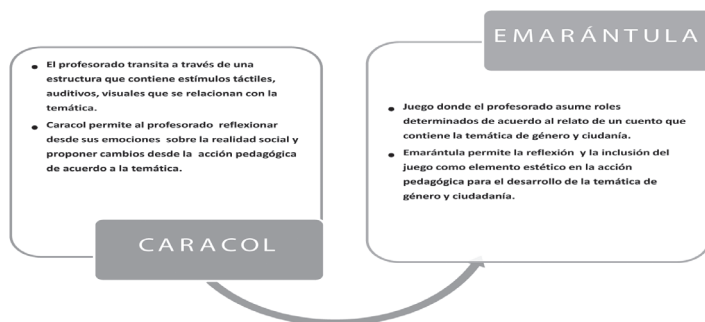 • El profesorado transita a través de una
estructura que contiene estímulos táctiles,
auditivos, visuales que se relacionan con la
temática.
• Caracol permite al profesorado reflexionar
desde sus emociones sobre la realidad social y
proponer cambios desde la acción pedagógica
de acuerdo a la temática.
CARACOL
EMARÁNTULA
• Juego donde el profesorado asume roles
determinados de acuerdo al relato de un cuento que
contiene la temática de género y ciudanía.
• Emarántula permite la reflexión y la inclusión del
juego como elemento estético en la acción
pedagógica para el desarrollo de la temática de
género y ciudadanía.